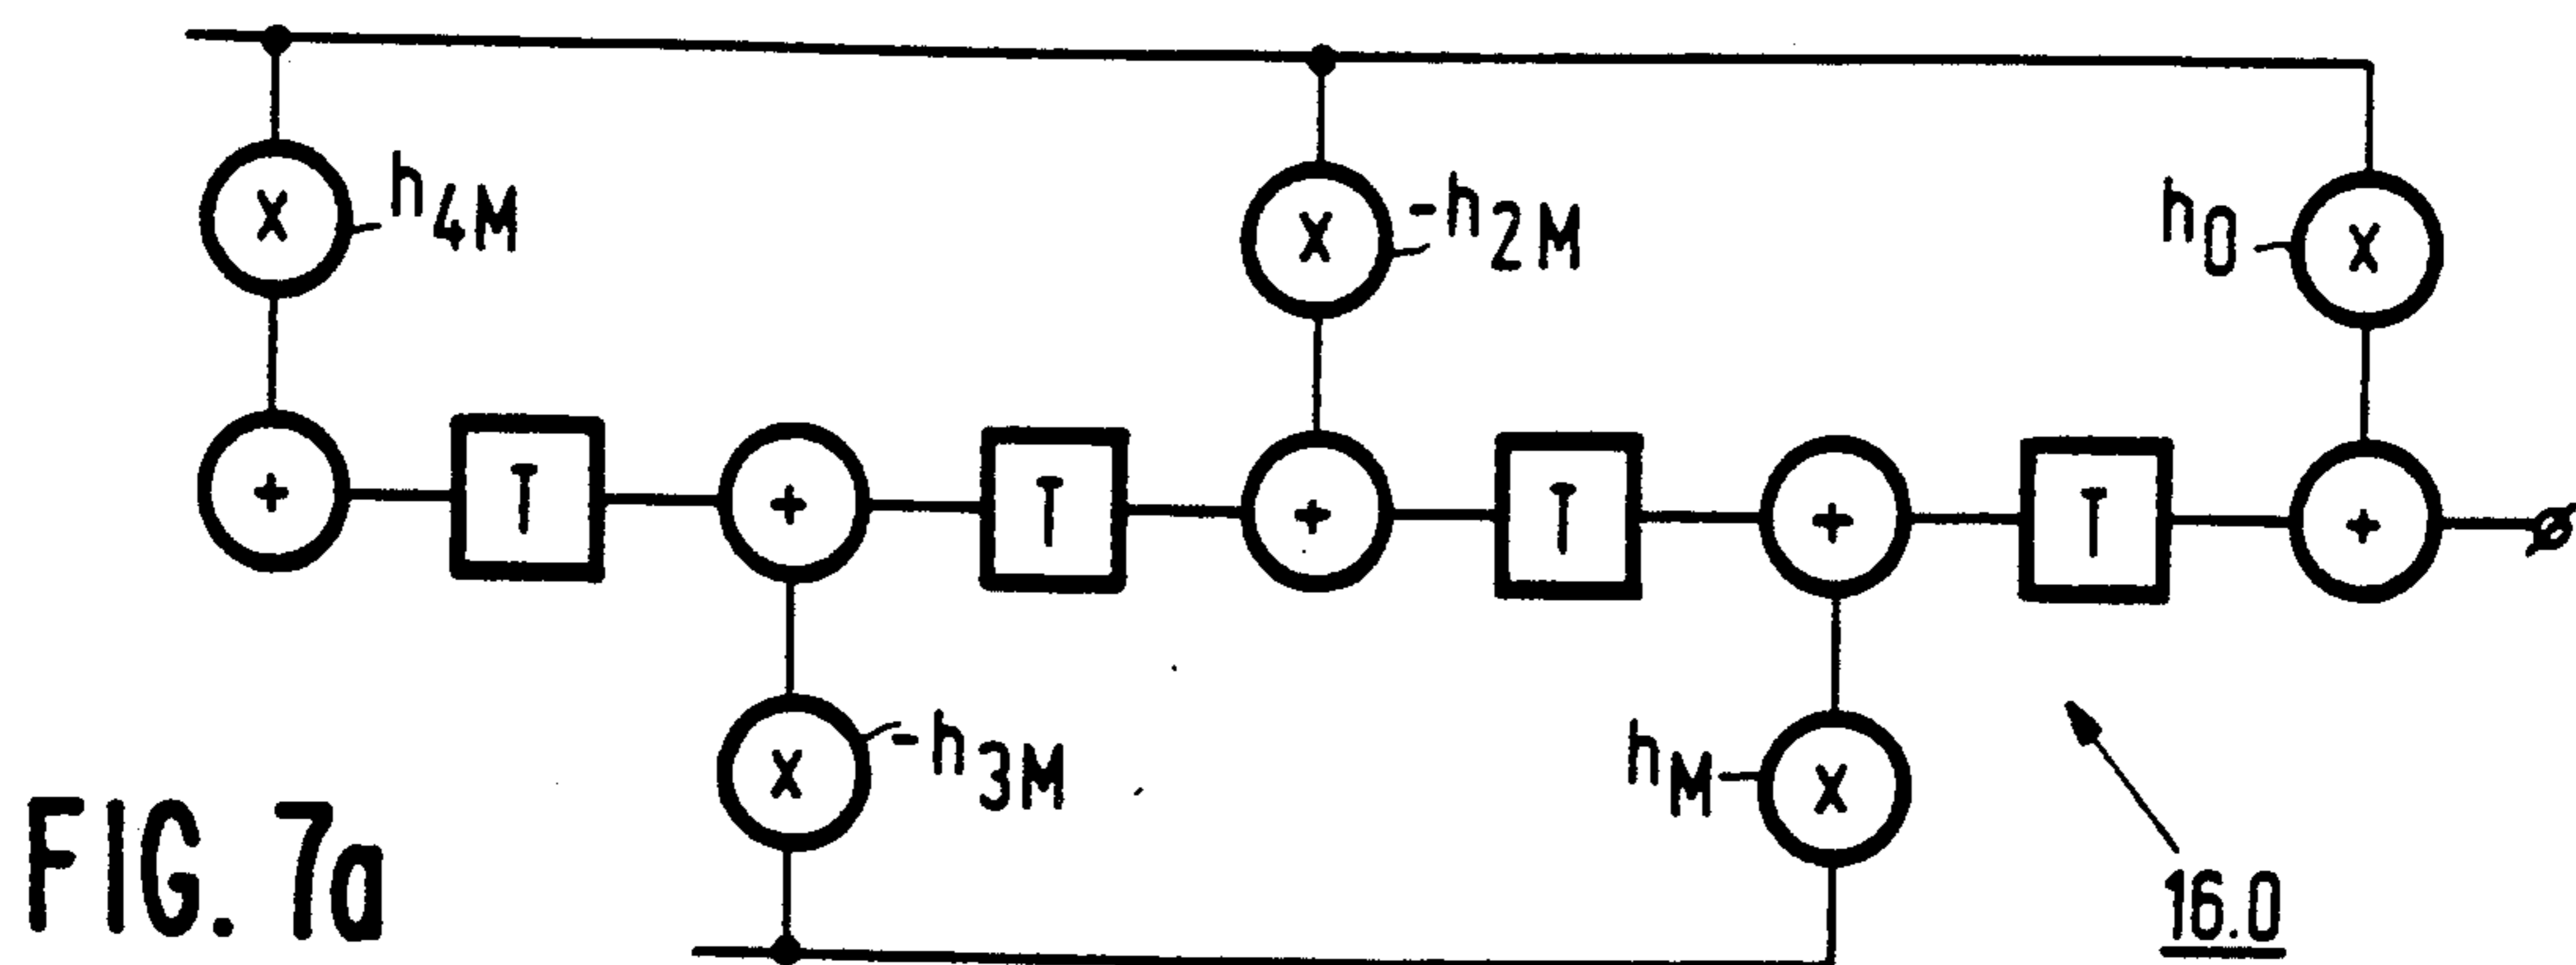 X h4M
X -h2M
h0 X
+ T + T + T + T +
X -h3M
hM X
FIG. 7a
16.0